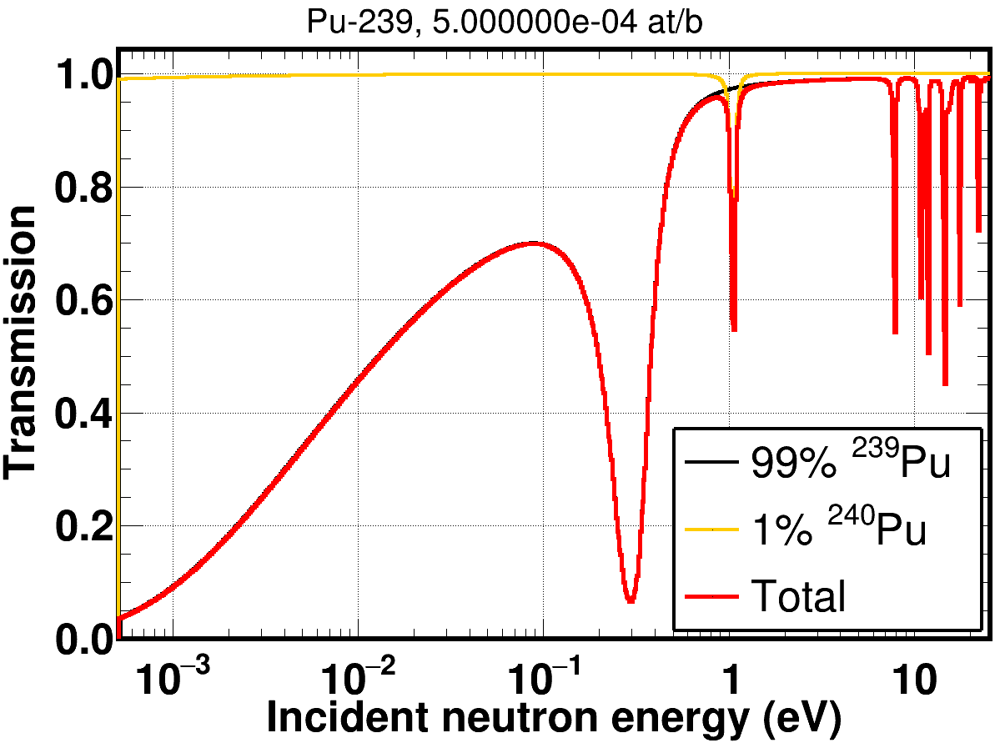 Pu-239, 5.000000e-04 at/b
Transmission
1.0
0.8
0.6
0.4
0.2
0.0
99% ²³⁹Pu
1% ²⁴⁰Pu
Total
10⁻³
10⁻²
10⁻¹
1
10
Incident neutron energy (eV)